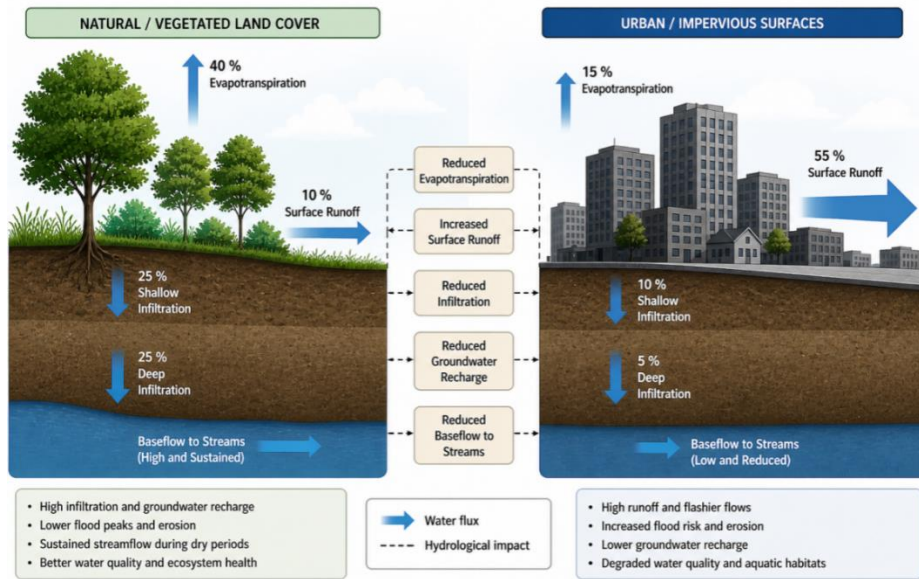 NATURAL / VEGETATED LAND COVER
40 %
Evapotranspiration
10 %
Surface Runoff
25 %
Shallow
Infiltration
25 %
Deep
Infiltration
Baseflow to Streams
(High and Sustained)
Reduced
Evapotranspiration
Increased
Surface Runoff
Reduced
Infiltration
Reduced
Groundwater
Recharge
Reduced
Baseflow to
Streams
URBAN / IMPERVIOUS SURFACES
15 %
Evapotranspiration
55 %
Surface Runoff
10 %
Shallow
Infiltration
5 %
Deep
Infiltration
Baseflow to Streams
(Low and Reduced)
• High infiltration and groundwater recharge
• Lower flood peaks and erosion
• Sustained streamflow during dry periods
• Better water quality and ecosystem health
Water flux
Hydrological impact
• High runoff and flashier flows
• Increased flood risk and erosion
• Lower groundwater recharge
• Degraded water quality and aquatic habitats